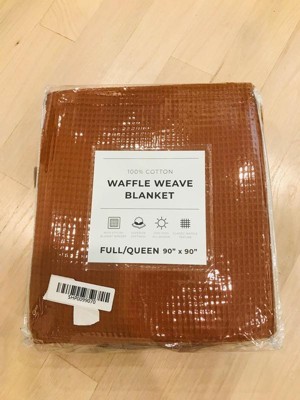 100% COTTON
WAFFLE WEAVE
BLANKET
FULL/QUEEN 90" x 90"